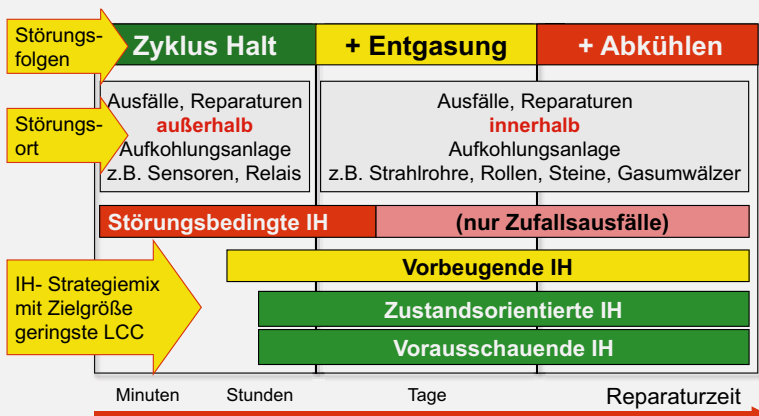 Störungs-
folgen
Zyklus Halt
+ Entgasung
+ Abkühlen
Störungs-
ort
Ausfälle, Reparaturen
außerhalb
Aufkohlungsanlage
z.B. Sensoren, Relais
Ausfälle, Reparaturen
innerhalb
Aufkohlungsanlage
z.B. Strahlrohre, Rollen, Steine, Gasumwälzer
Störungsbedingte IH
(nur Zufallsausfälle)
IH- Strategiemix
mit Zielgröße
geringste LCC
Vorbeugende IH
Zustandsorientierte IH
Vorausschauende IH
Minuten
Stunden
Tage
Reparaturzeit